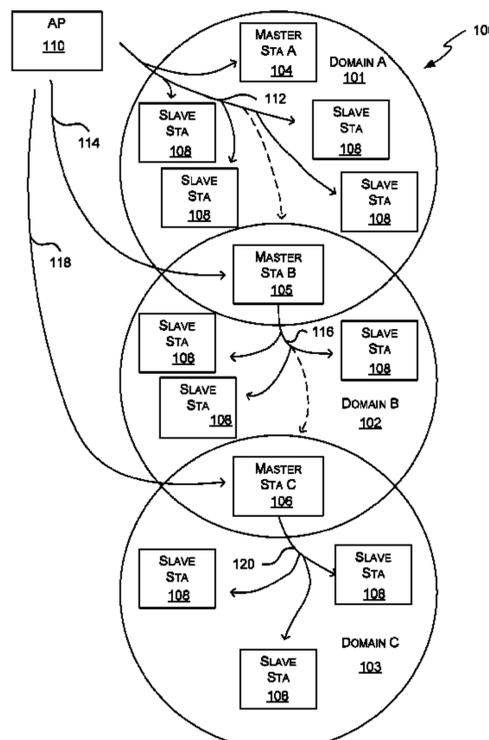 AP
110
MASTER
STA A
104
DOMAIN A
101
112
114
SLAVE
STA
108
SLAVE
STA
108
SLAVE
STA
108
SLAVE
STA
108
118
MASTER
STA B
105
116
SLAVE
STA
108
SLAVE
STA
108
SLAVE
STA
108
DOMAIN B
102
MASTER
STA C
106
120
SLAVE
STA
108
SLAVE
STA
108
DOMAIN C
103
SLAVE
STA
108